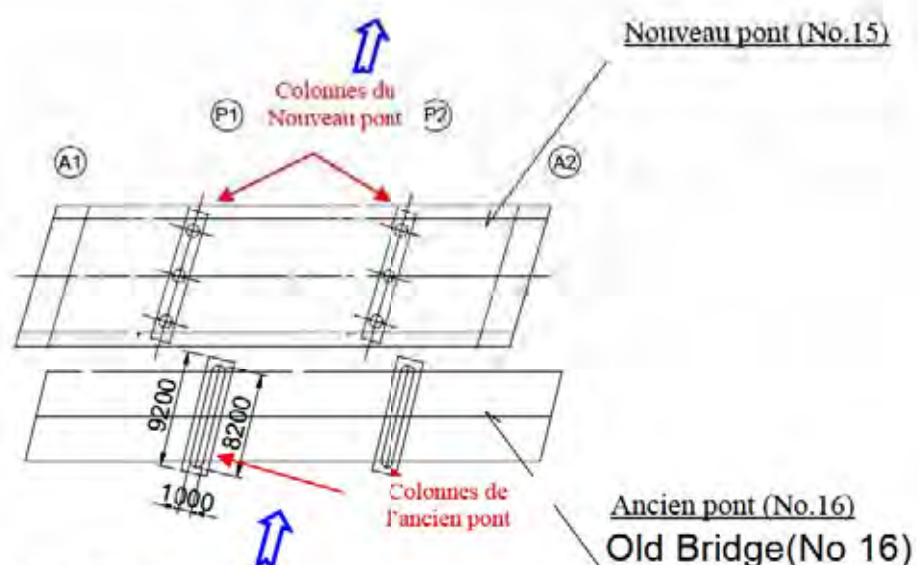 Nouveau pont (No.15)
Colonnes du
Nouveau pont
P1
P2
A1
A2
9200
8200
1000
Colonnes de
l'ancien pont
Ancien pont (No.16)
Old Bridge(No 16)